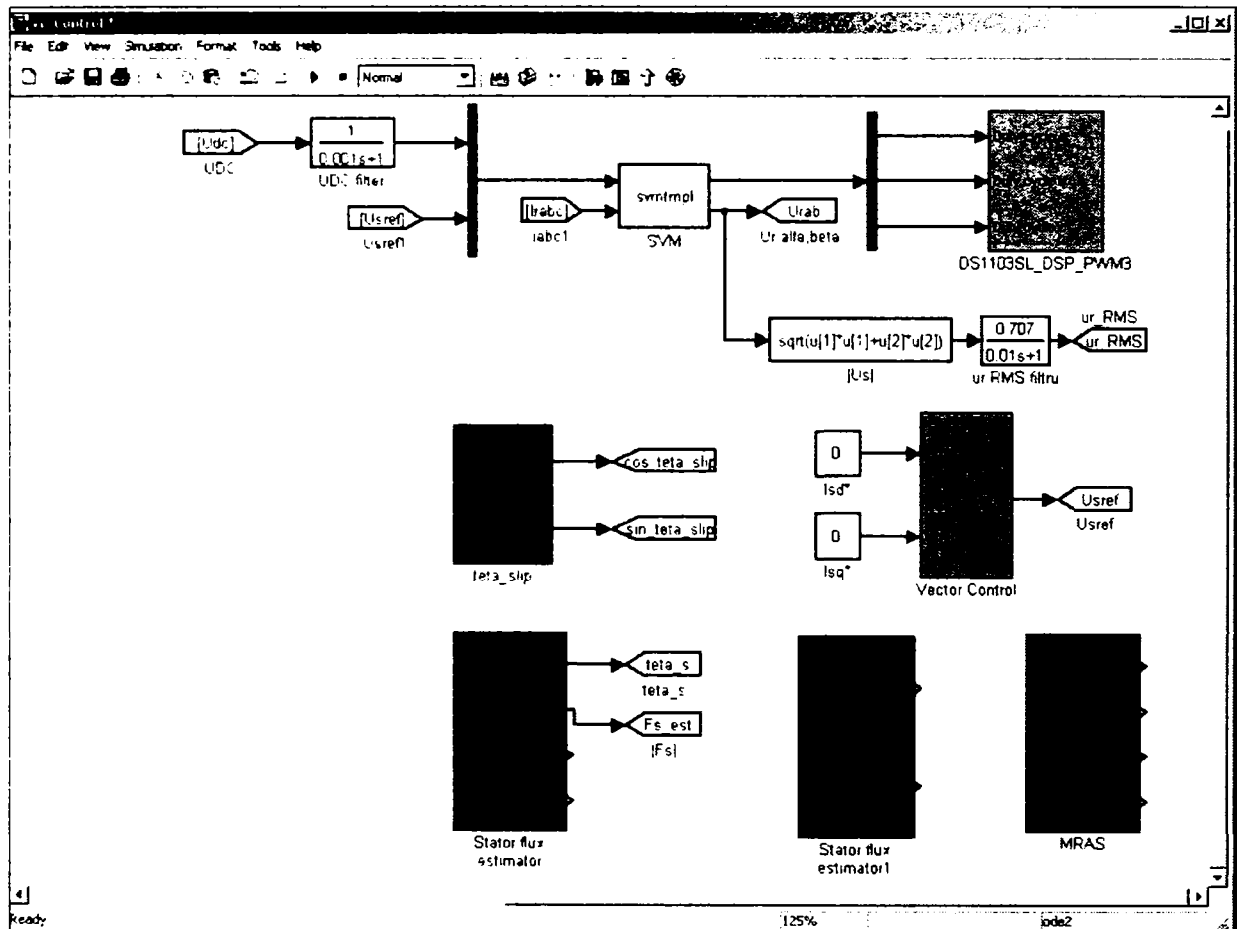 Control *
File Edit View Simulation Format Tools Help
Normal
[Udc]
UDC
1
0.001s+1
UDC filter
[Usref]
Usref1
[Irabc]
svmtmpl
SVM
Urab
Ur alfa,beta
DS1103SL_DSP_PWM3
sqrt(u[1]*u[1]+u[2]*u[2])
|Us|
0.707
0.01s+1
ur RMS filtru
ur_RMS
ur_RMS
cos_teta_slip
sin_teta_slip
teta_slip
0
Isd*
0
Isq*
Vector Control
Usref
Usref
teta_s
teta_s
Fs_est
|Fs|
Stator flux
estimator
Stator flux
estimator1
MRAS
Ready
125%
ode2